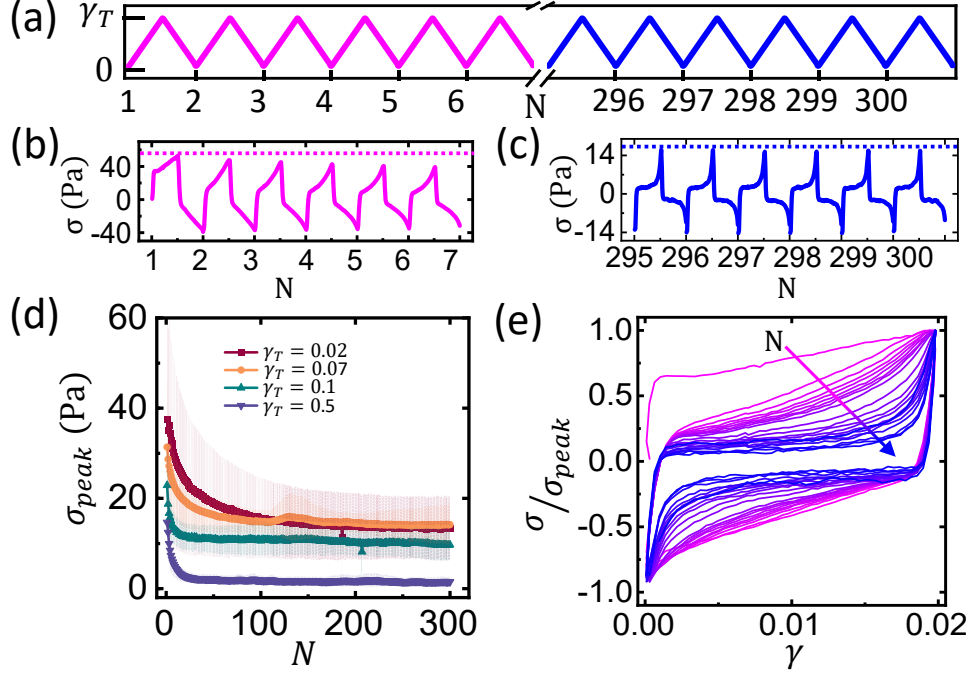 (a)
γ_T
0
1 2 3 4 5 6 N 296 297 298 299 300
(b)
σ (Pa)
40
0
-40
1 2 3 4 5 6 7
N
(c)
σ (Pa)
14
0
-14
295 296 297 298 299 300
N
(d)
σ_peak (Pa)
60
40
20
0
γ_T = 0.02
γ_T = 0.07
γ_T = 0.1
γ_T = 0.5
0 100 200 300
N
(e)
σ/σ_peak
1.0
0.5
0.0
-0.5
-1.0
N
0.00 0.01 0.02
γ